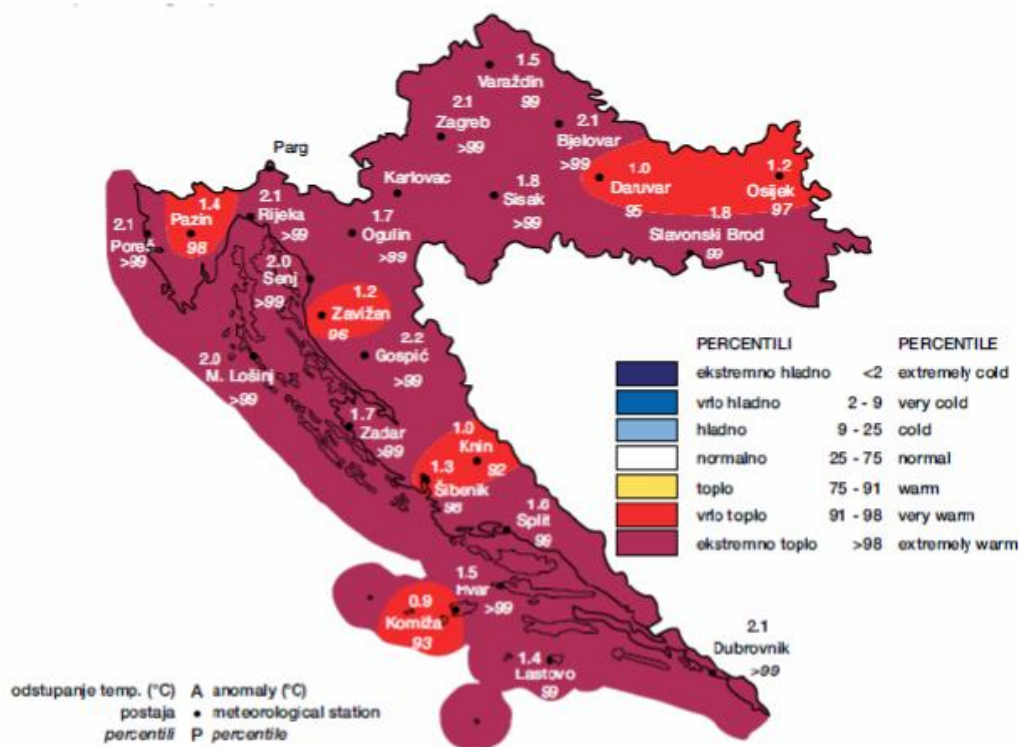 1.5
Varaždin
99
2.1
Zagreb
>99
2.1
Bjelovar
>99
Parg
Karlovac
1.8
Sisak
>99
1.0
Daruvar
95
1.2
Osijek
97
1.8
Slavonski Brod
99
1.4
Pazin
98
2.1
Rijeka
>99
1.7
Ogulin
>99
2.1
Poreč
>99
2.0
Senj
>99
1.2
Zavižan
96
2.2
Gospić
>99
2.0
M. Lošinj
>99
1.7
Zadar
>99
1.0
Knin
92
1.3
Šibenik
Split
99
1.5
Hvar
>99
0.9
Komiža
93
1.4
Lastovo
99
2.1
Dubrovnik
>99
PERCENTILI PERCENTILE
ekstremno hladno <2 extremely cold
vrlo hladno 2 - 9 very cold
hladno 9 - 25 cold
normalno 25 - 75 normal
toplo 75 - 91 warm
vrlo toplo 91 - 98 very warm
ekstremno toplo >98 extremely warm
odstupanje temp. (°C) A anomaly (°C)
postaja • meteorological station
percentili P percentile